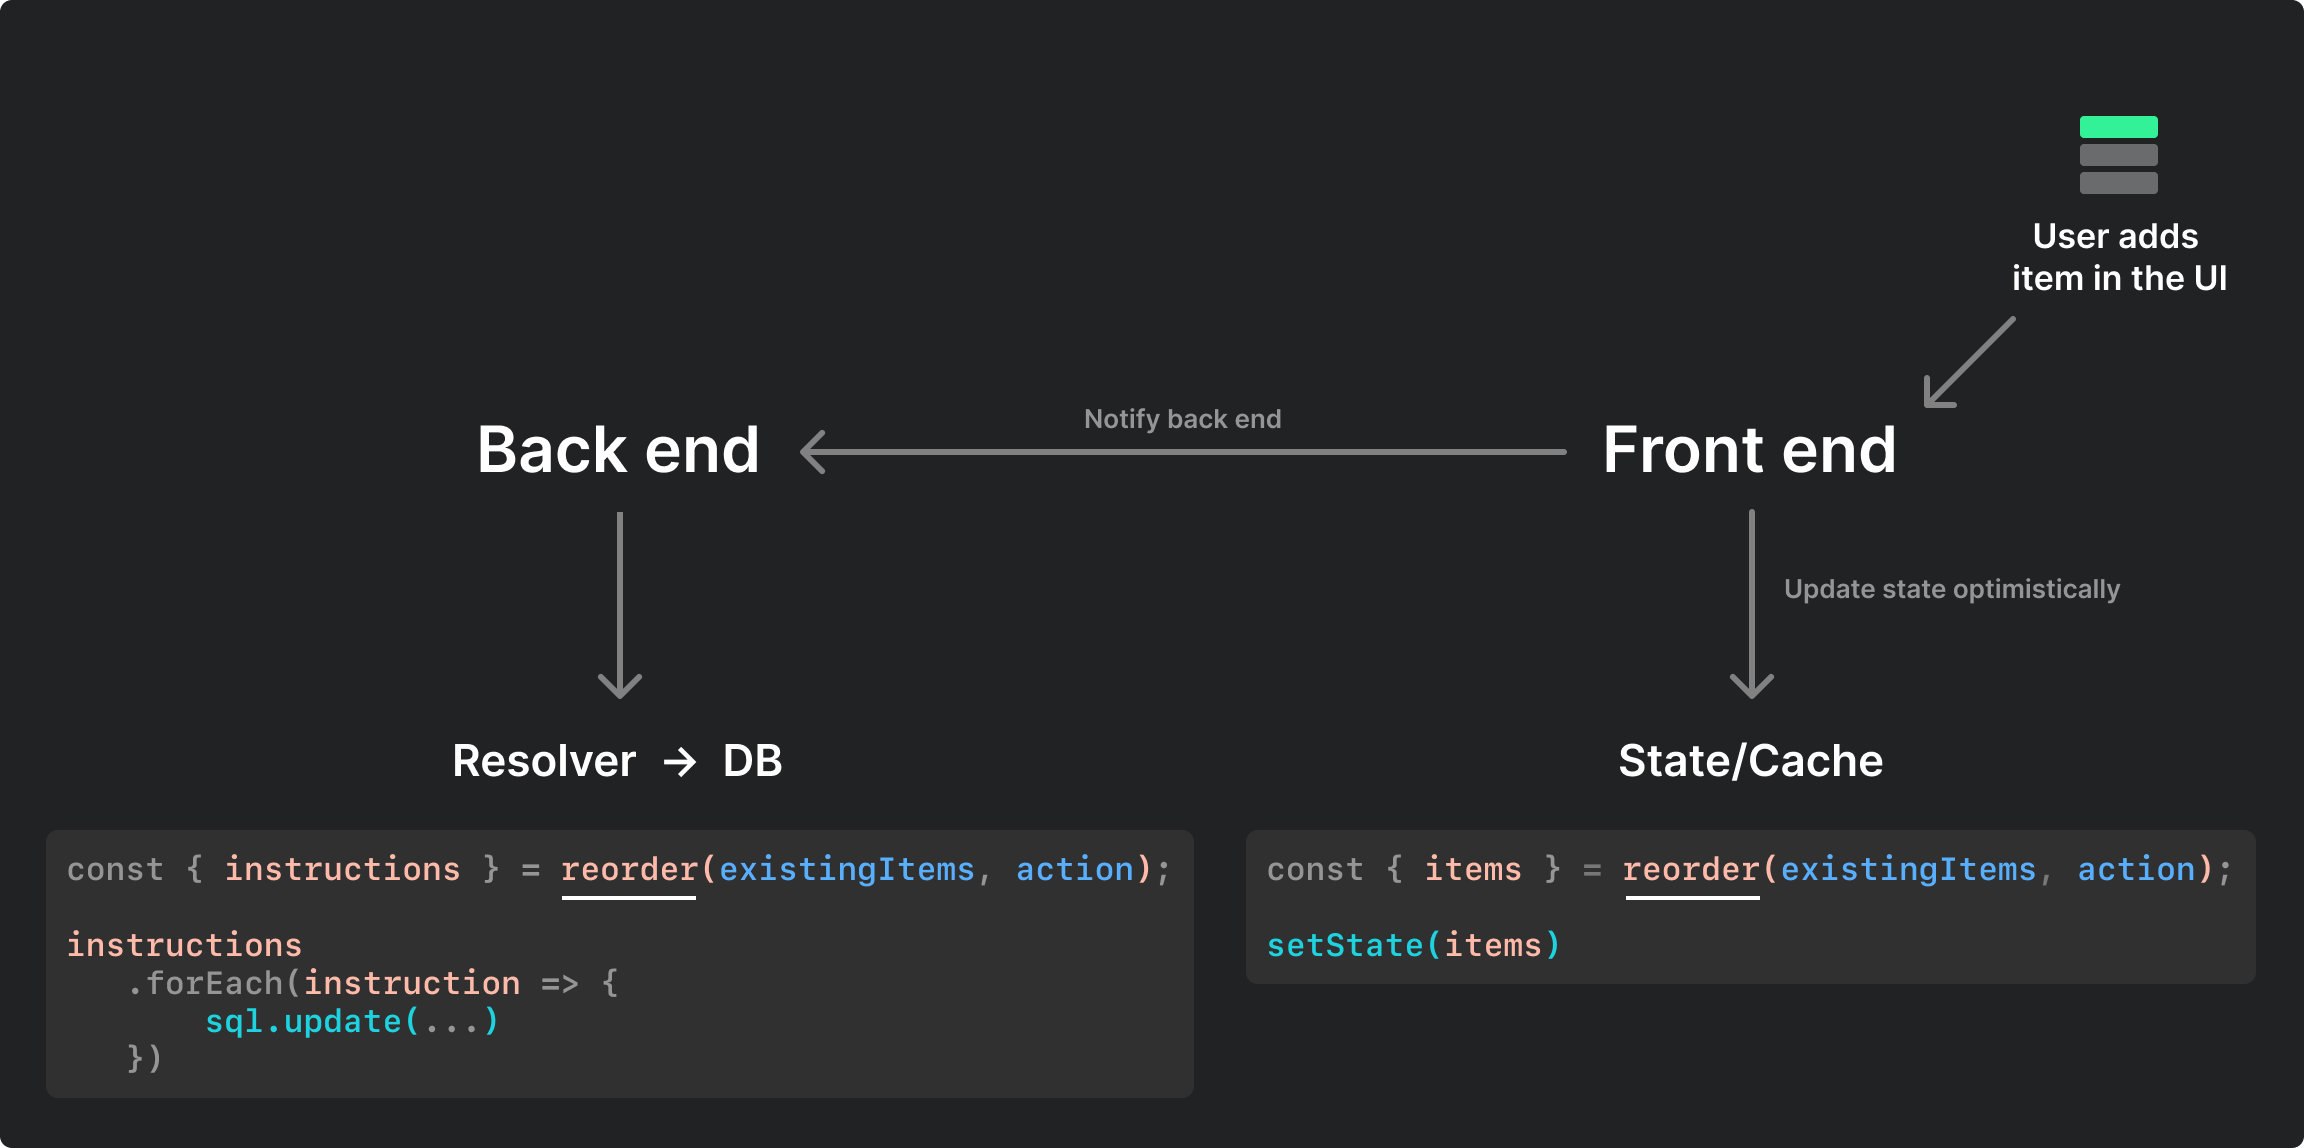 User adds
item in the UI
Notify back end
Back end
Front end
Update state optimistically
Resolver → DB
State/Cache
const { instructions } = reorder(existingItems, action);
instructions
.forEach(instruction => {
sql.update(...)
})
const { items } = reorder(existingItems, action);
setState(items)